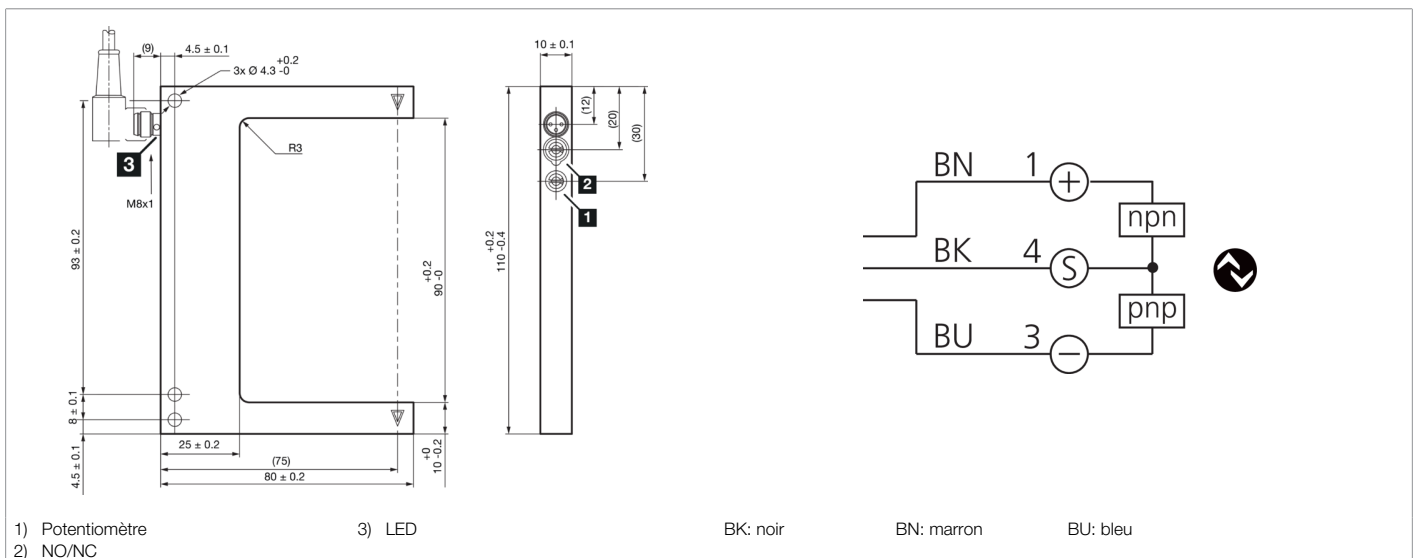 (9)
4.5 ± 0.1
3x Ø 4.3 +0.2 -0
3
M8x1
R3
93 ± 0.2
+0.2
90 -0
8 ± 0.1
4.5 ± 0.1
25 ± 0.2
(75)
80 ± 0.2
+0
10 -0.2
10 ± 0.1
(12)
(20)
(30)
2
1
+0.2
110 -0.4
BN 1 +
npn
BK 4 S
pnp
BU 3 −
1) Potentiomètre 3) LED BK: noir BN: marron BU: bleu
2) NO/NC